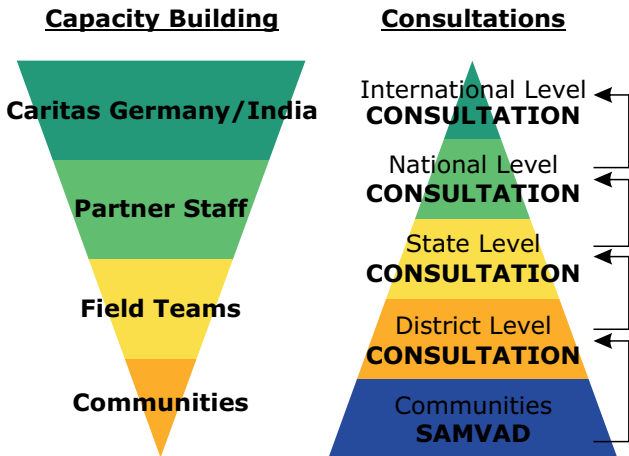 Capacity Building
Caritas Germany/India
Partner Staff
Field Teams
Communities
Consultations
International Level
CONSULTATION
National Level
CONSULTATION
State Level
CONSULTATION
District Level
CONSULTATION
Communities
SAMVAD